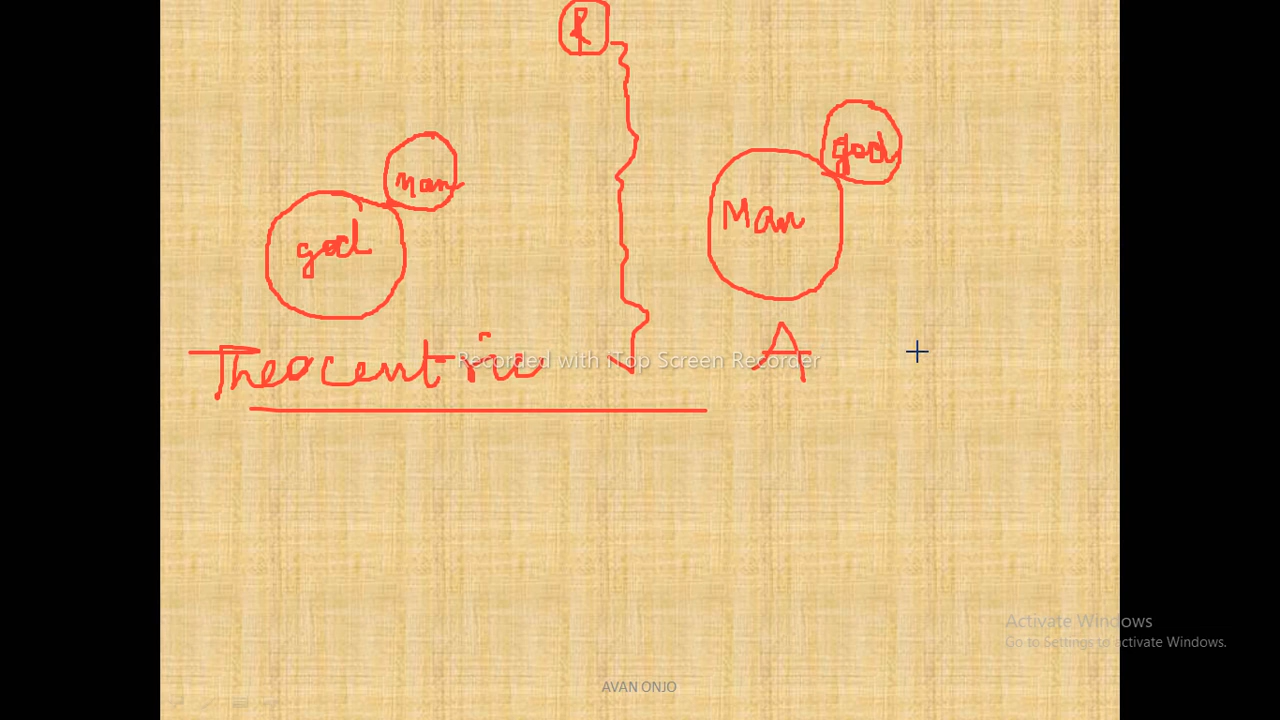 R
god
Man
god
Man
Theocentric
A
Recorded with iTop Screen Recorder
Activate Windows
Go to Settings to activate Windows.
AVAN ONJO